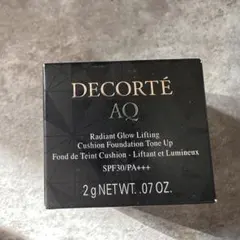 DECORTÉ
AQ
Radiant Glow Lifting
Cushion Foundation Tone Up
Fond de Teint Cushion - Liftant et Lumineux
SPF30/PA+++
2 g NET WT. .07 OZ.